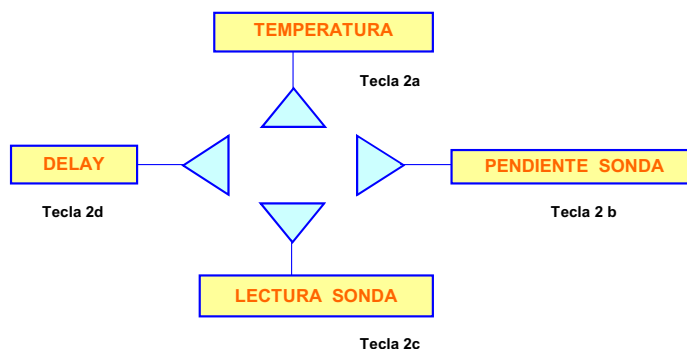 TEMPERATURA
Tecla 2a
DELAY
PENDIENTE SONDA
Tecla 2d
Tecla 2 b
LECTURA SONDA
Tecla 2c